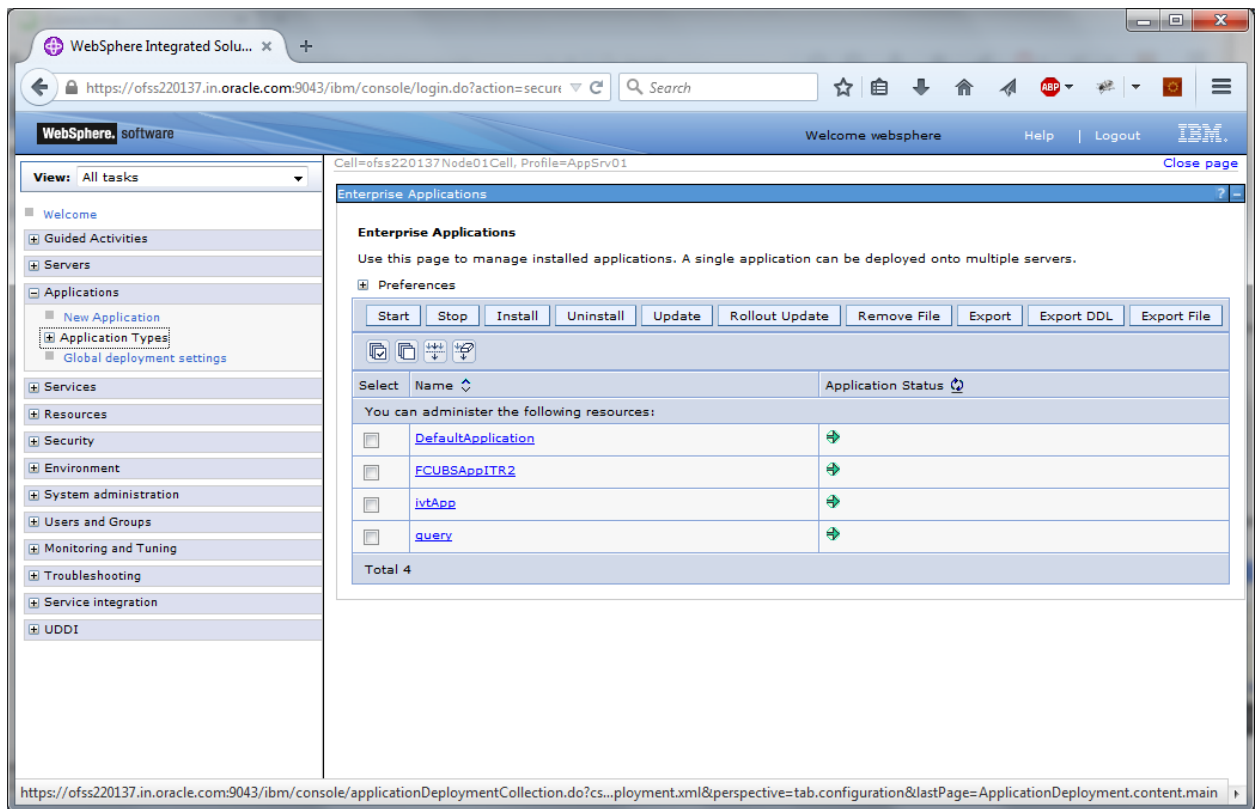 WebSphere Integrated Solu...
https://ofss220137.in.oracle.com:9043/ibm/console/login.do?action=secure
Search
ABP
WebSphere. software
Welcome websphere
Help | Logout
IBM.
View: All tasks
Welcome
Guided Activities
Servers
Applications
New Application
Application Types
Global deployment settings
Services
Resources
Security
Environment
System administration
Users and Groups
Monitoring and Tuning
Troubleshooting
Service integration
UDDI
Cell=ofss220137Node01Cell, Profile=AppSrv01
Close page
Enterprise Applications
?
Enterprise Applications
Use this page to manage installed applications. A single application can be deployed onto multiple servers.
Preferences
Start Stop Install Uninstall Update Rollout Update Remove File Export Export DDL Export File
Select Name Application Status
You can administer the following resources:
DefaultApplication
FCUBSAppITR2
ivtApp
query
Total 4
https://ofss220137.in.oracle.com:9043/ibm/console/applicationDeploymentCollection.do?cs...ployment.xml&perspective=tab.configuration&lastPage=ApplicationDeployment.content.main